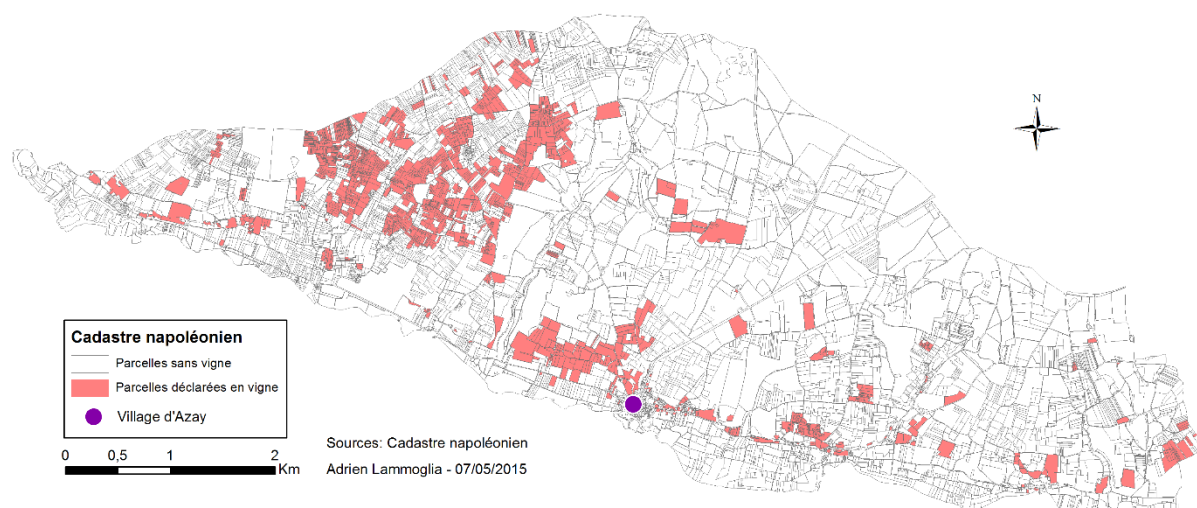 N
Cadastre napoléonien
Parcelles sans vigne
Parcelles déclarées en vigne
Village d'Azay
0 0,5 1 2
Km
Sources: Cadastre napoléonien
Adrien Lammoglia - 07/05/2015